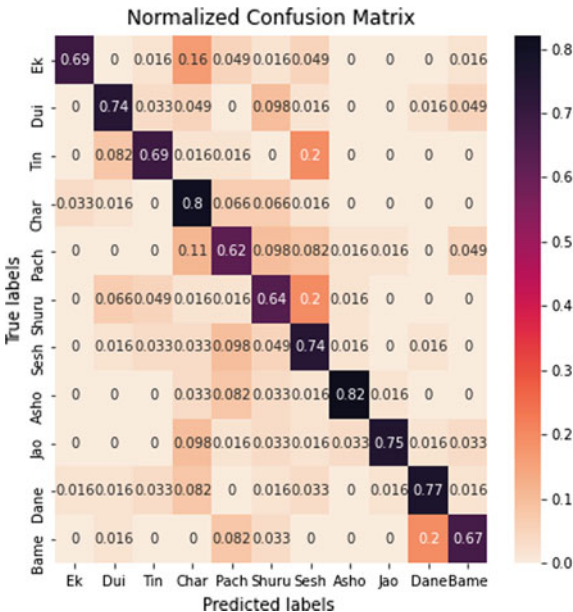 Normalized Confusion Matrix
Ek 0.69 0 0.016 0.16 0.049 0.016 0.049 0 0 0 0.016
Dui 0 0.74 0.033 0.049 0 0.098 0.016 0 0 0.016 0.049
Tin 0 0.082 0.69 0.016 0.016 0 0.2 0 0 0 0
Char -0.033 0.016 0 0.8 0.066 0.066 0.016 0 0 0 0
Pach 0 0 0 0.11 0.62 0.098 0.082 0.016 0.016 0 0.049
Shuru 0 0.066 0.049 0.016 0.016 0.64 0.2 0.016 0 0 0
Sesh 0 0.016 0.033 0.033 0.098 0.049 0.74 0.016 0 0.016 0
Asho 0 0 0 0.033 0.082 0.033 0.016 0.82 0.016 0 0
Jao 0 0 0 0.098 0.016 0.033 0.016 0.033 0.75 0.016 0.033
Dane -0.016 0.016 0.033 0.082 0 0.016 0.033 0 0.016 0.77 0.016
Bame 0 0.016 0 0 0.082 0.033 0 0 0 0.2 0.67
Ek Dui Tin Char Pach Shuru Sesh Asho Jao Dane Bame
Predicted labels
True labels
0.8
0.7
0.6
0.5
0.4
0.3
0.2
0.1
0.0